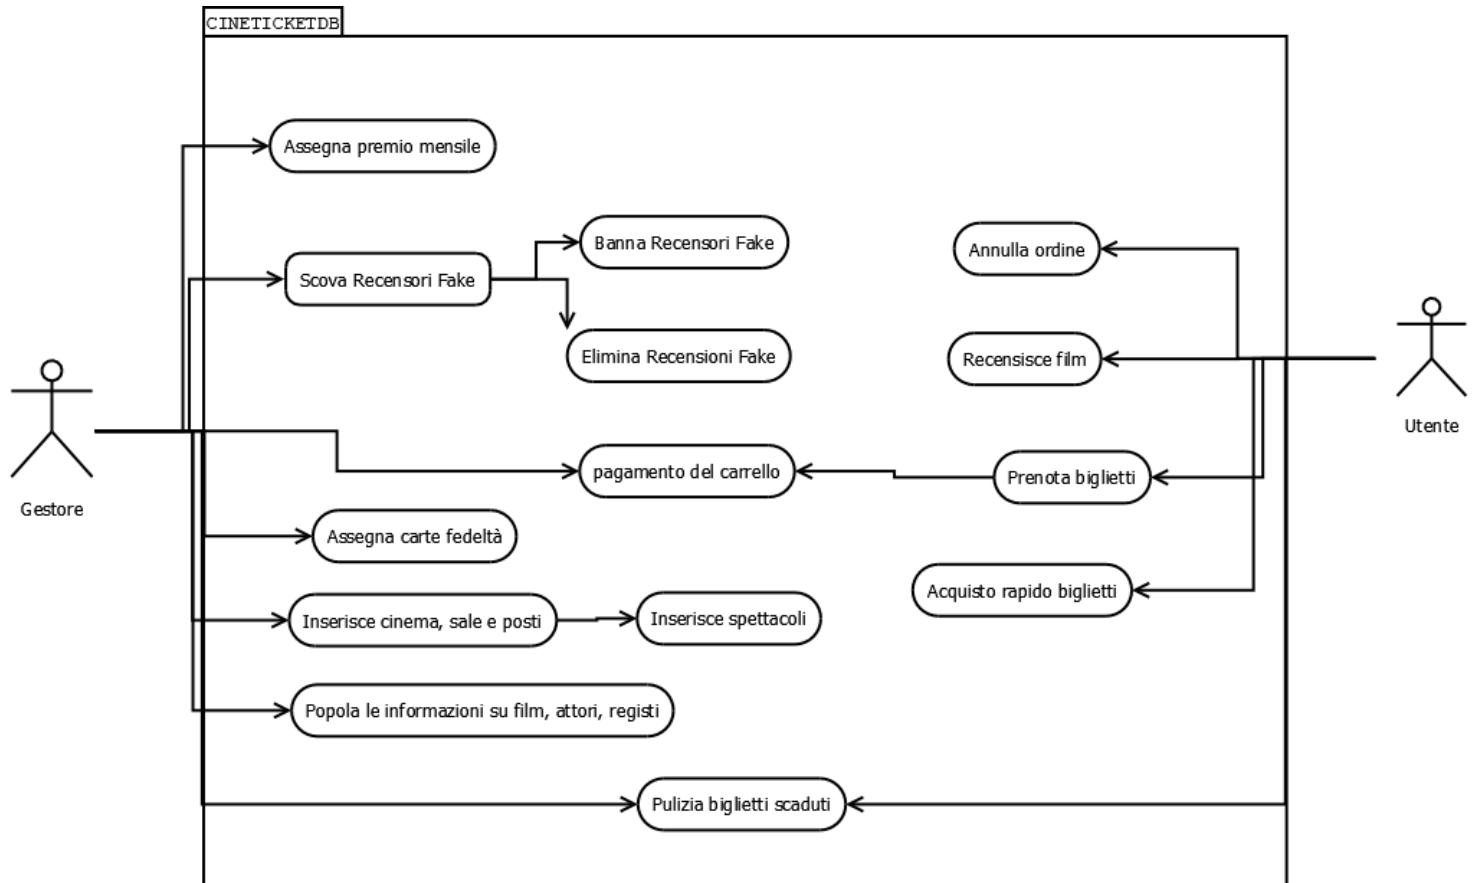 CINETICKETDB
Assegna premio mensile
Banna Recensori Fake
Annulla ordine
Scova Recensori Fake
Elimina Recensioni Fake
Recensisce film
Utente
pagamento del carrello
Prenota biglietti
Gestore
Assegna carte fedeltà
Acquisto rapido biglietti
Inserisce cinema, sale e posti
Inserisce spettacoli
Popola le informazioni su film, attori, registi
Pulizia biglietti scaduti